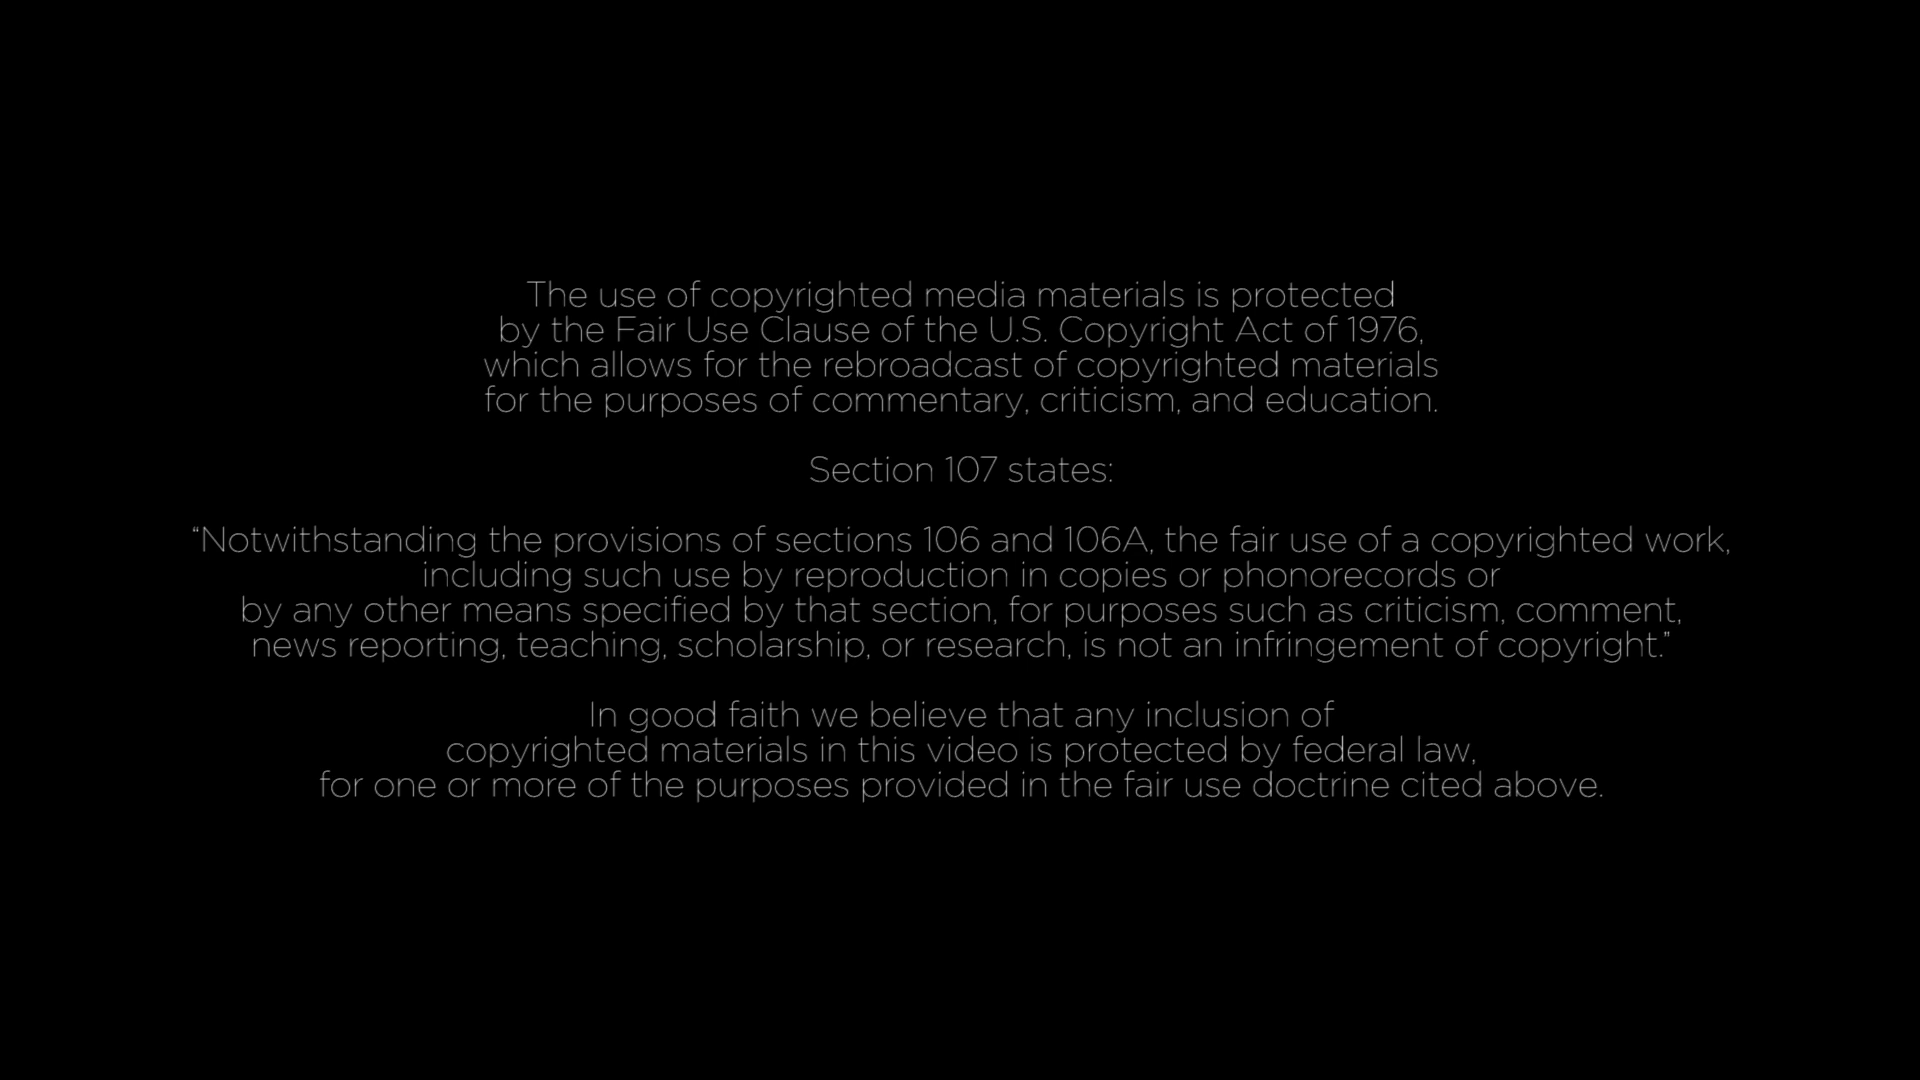 The use of copyrighted media materials is protected
by the Fair Use Clause of the U.S. Copyright Act of 1976,
which allows for the rebroadcast of copyrighted materials
for the purposes of commentary, criticism, and education.
Section 107 states:
“Notwithstanding the provisions of sections 106 and 106A, the fair use of a copyrighted work,
including such use by reproduction in copies or phonorecords or
by any other means specified by that section, for purposes such as criticism, comment,
news reporting, teaching, scholarship, or research, is not an infringement of copyright.”
In good faith we believe that any inclusion of
copyrighted materials in this video is protected by federal law,
for one or more of the purposes provided in the fair use doctrine cited above.